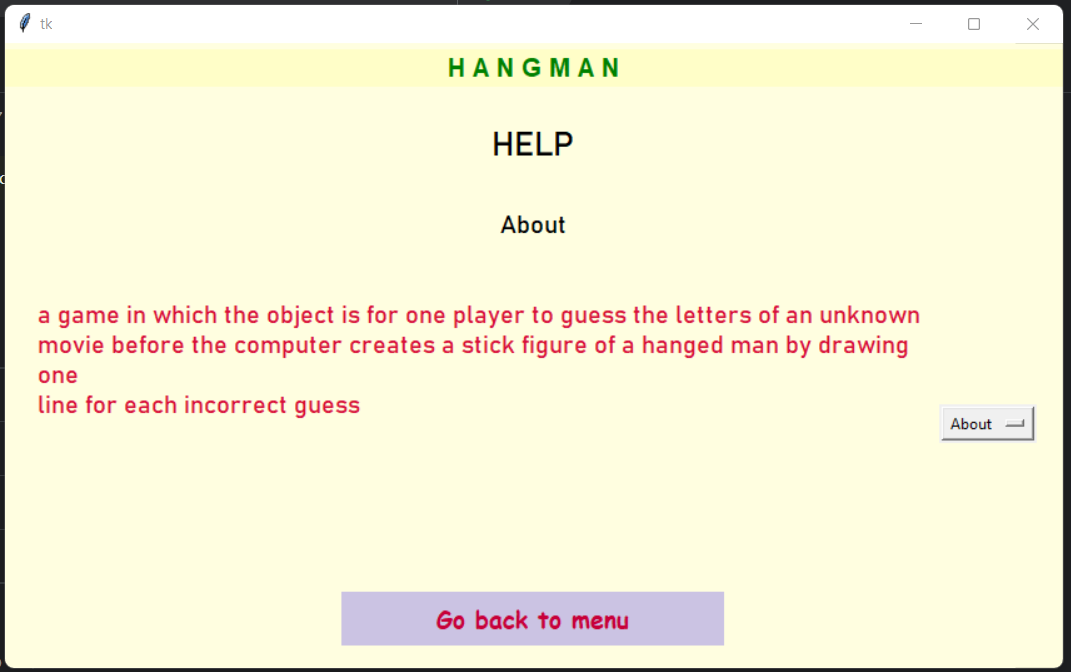 tk
H A N G M A N
HELP
About
a game in which the object is for one player to guess the letters of an unknown
movie before the computer creates a stick figure of a hanged man by drawing
one
line for each incorrect guess
About
Go back to menu